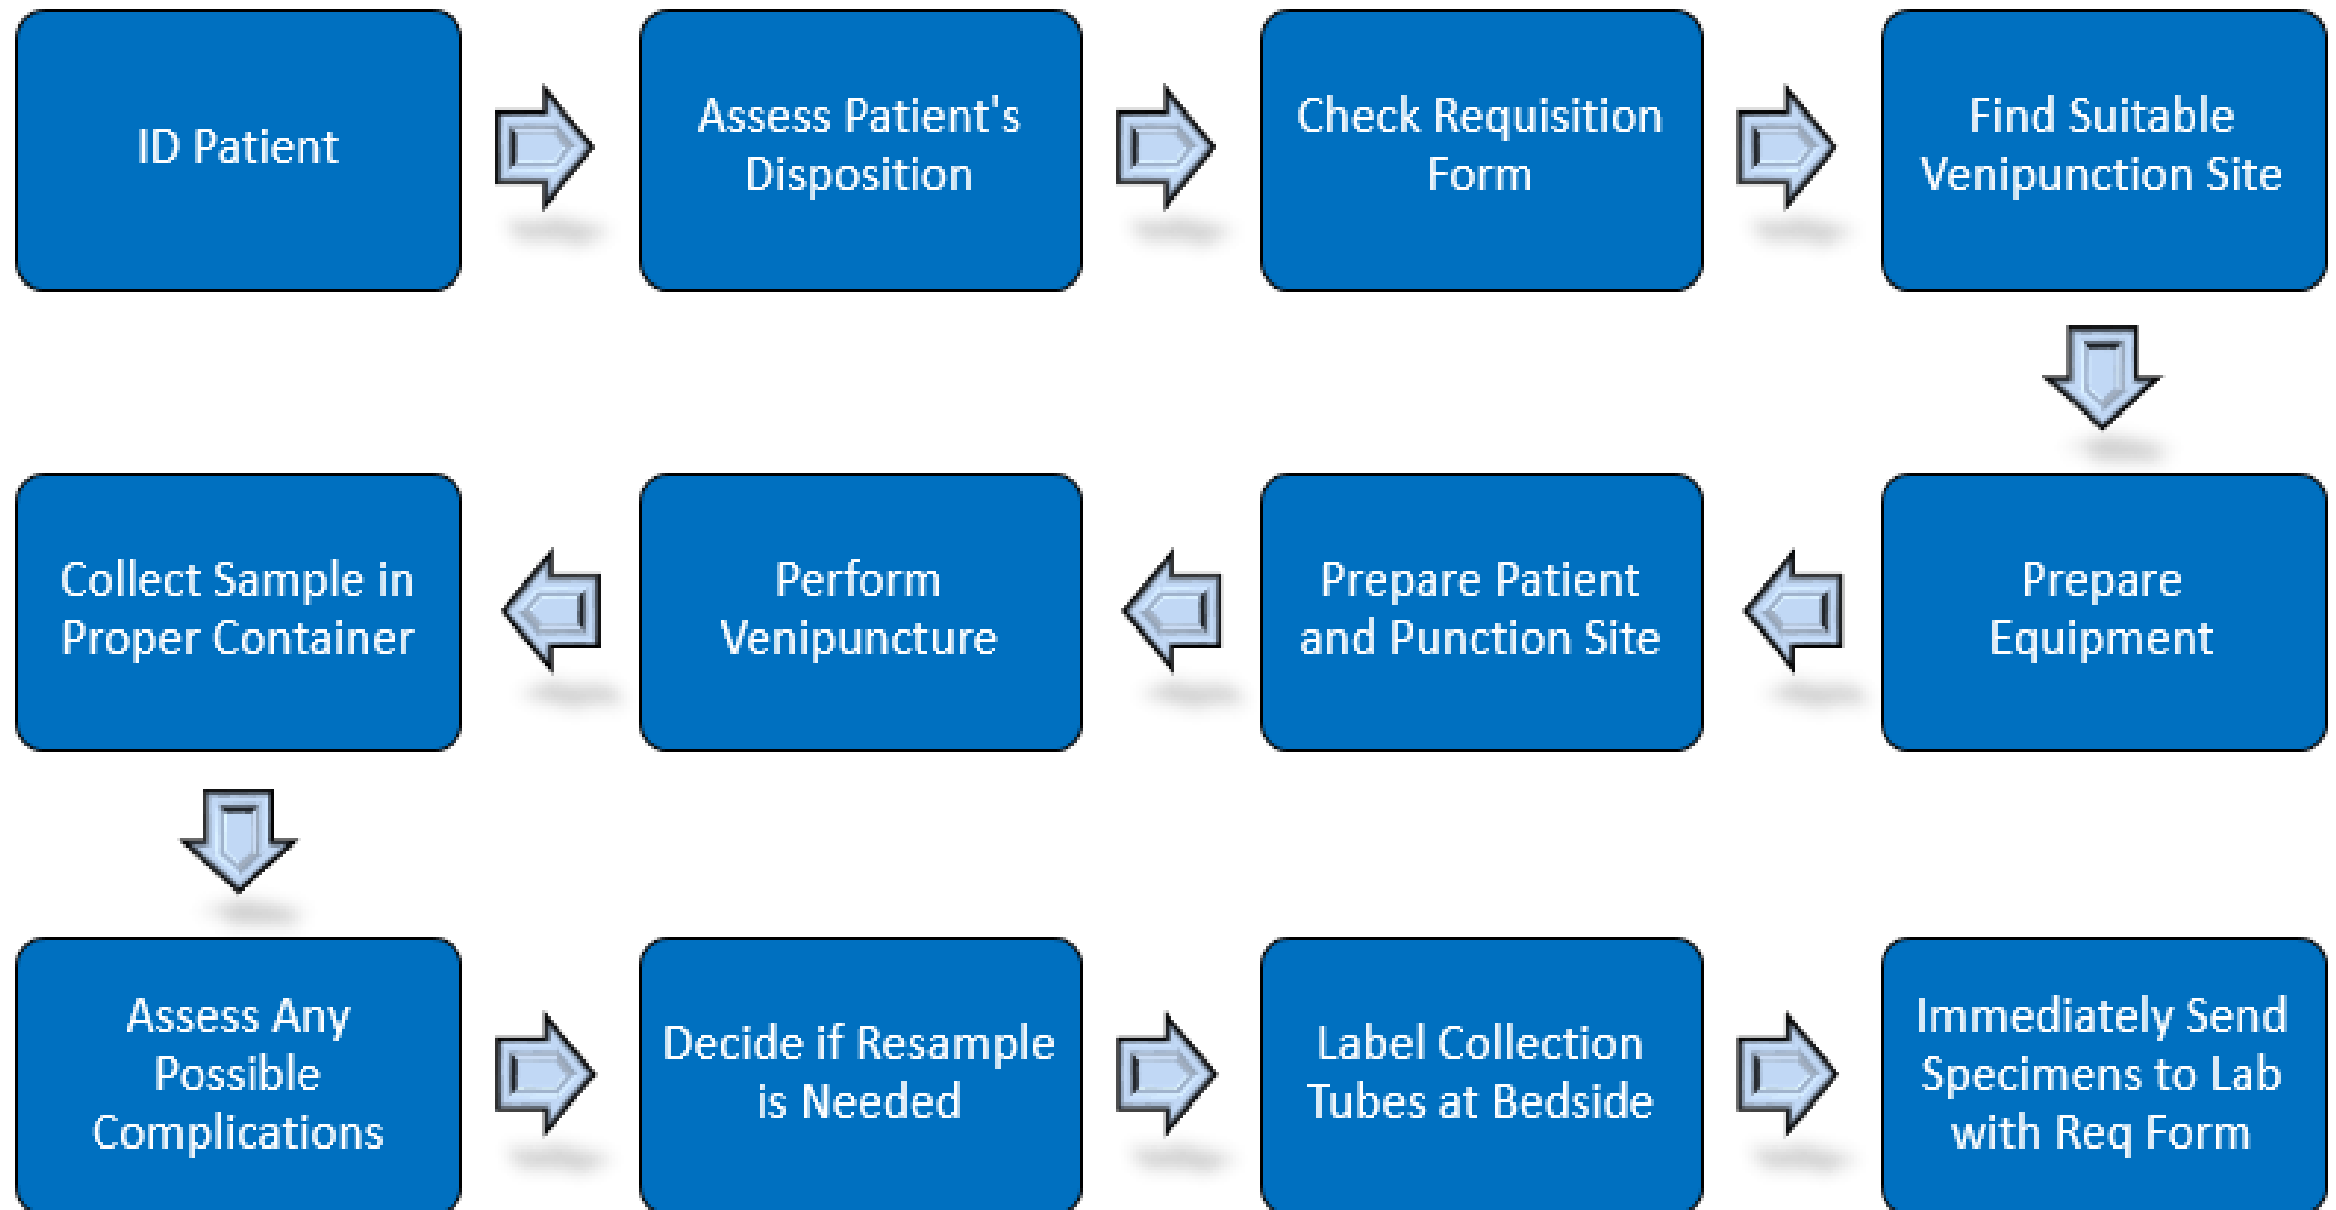 ID Patient
Assess Patient's
Disposition
Check Requisition
Form
Find Suitable
Venipunction Site
Prepare
Equipment
Prepare Patient
and Punction Site
Perform
Venipuncture
Collect Sample in
Proper Container
Assess Any
Possible
Complications
Decide if Resample
is Needed
Label Collection
Tubes at Bedside
Immediately Send
Specimens to Lab
with Req Form